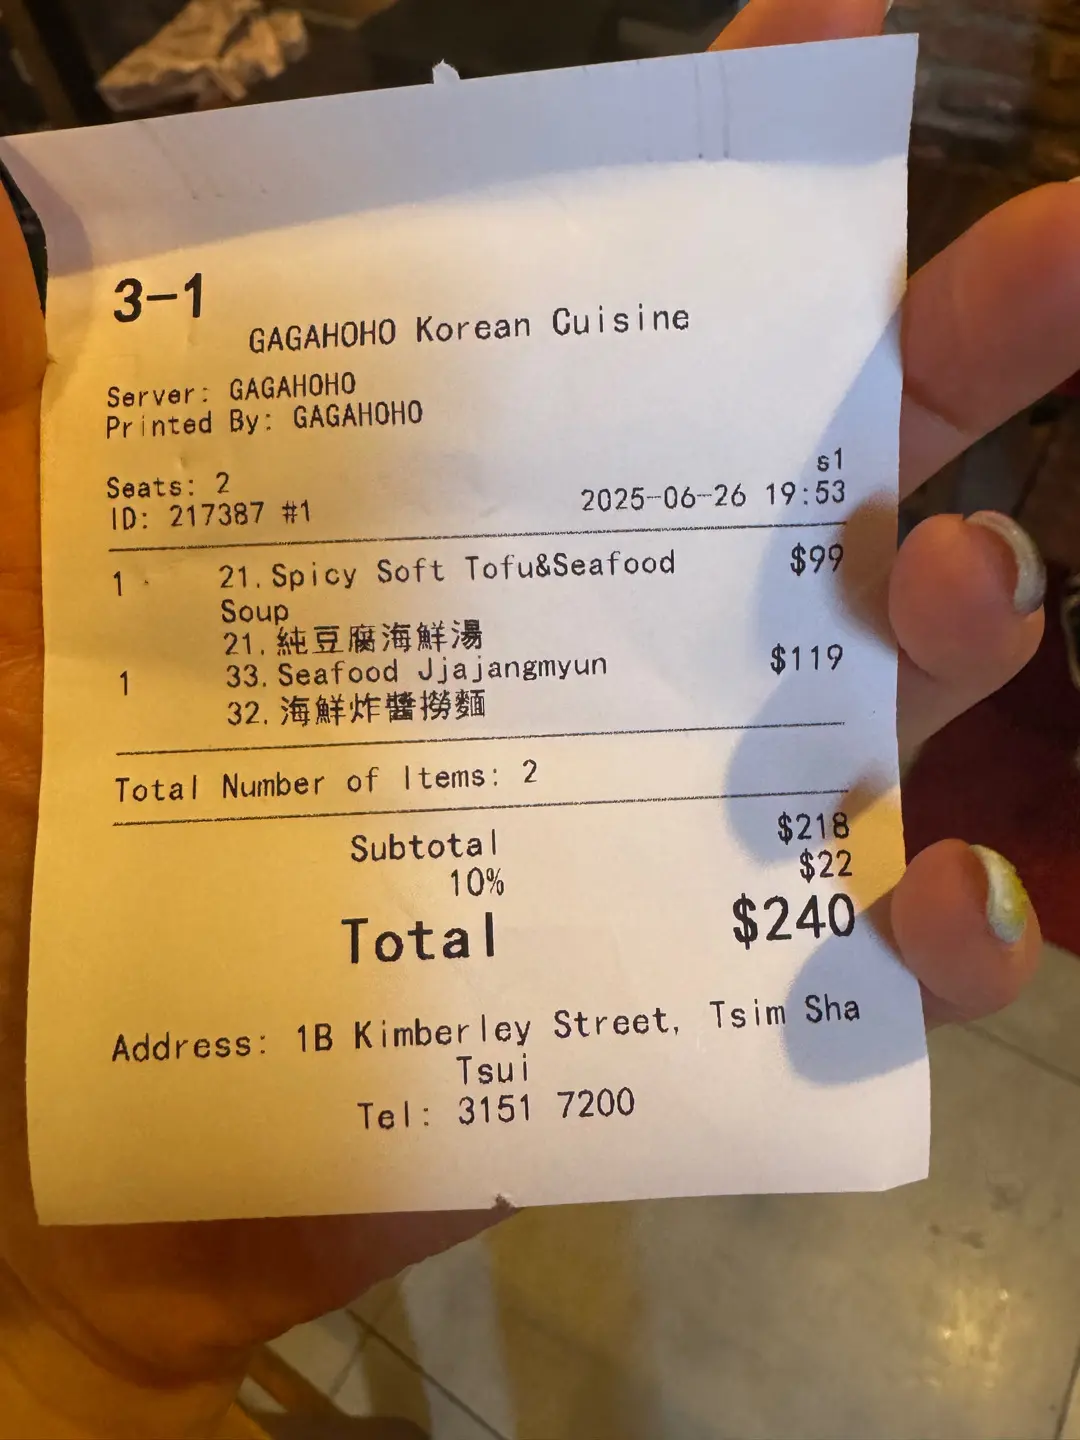 3-1
GAGAHOHO Korean Cuisine
Server: GAGAHOHO
Printed By: GAGAHOHO
s1
Seats: 2
ID: 217387 #1 2025-06-26 19:53
1 21. Spicy Soft Tofu&Seafood $99
Soup
21. 純豆腐海鮮湯
1 33. Seafood Jjajangmyun $119
32. 海鮮炸醬撈麵
Total Number of Items: 2
Subtotal $218
10% $22
Total $240
Address: 1B Kimberley Street, Tsim Sha
Tsui
Tel: 3151 7200